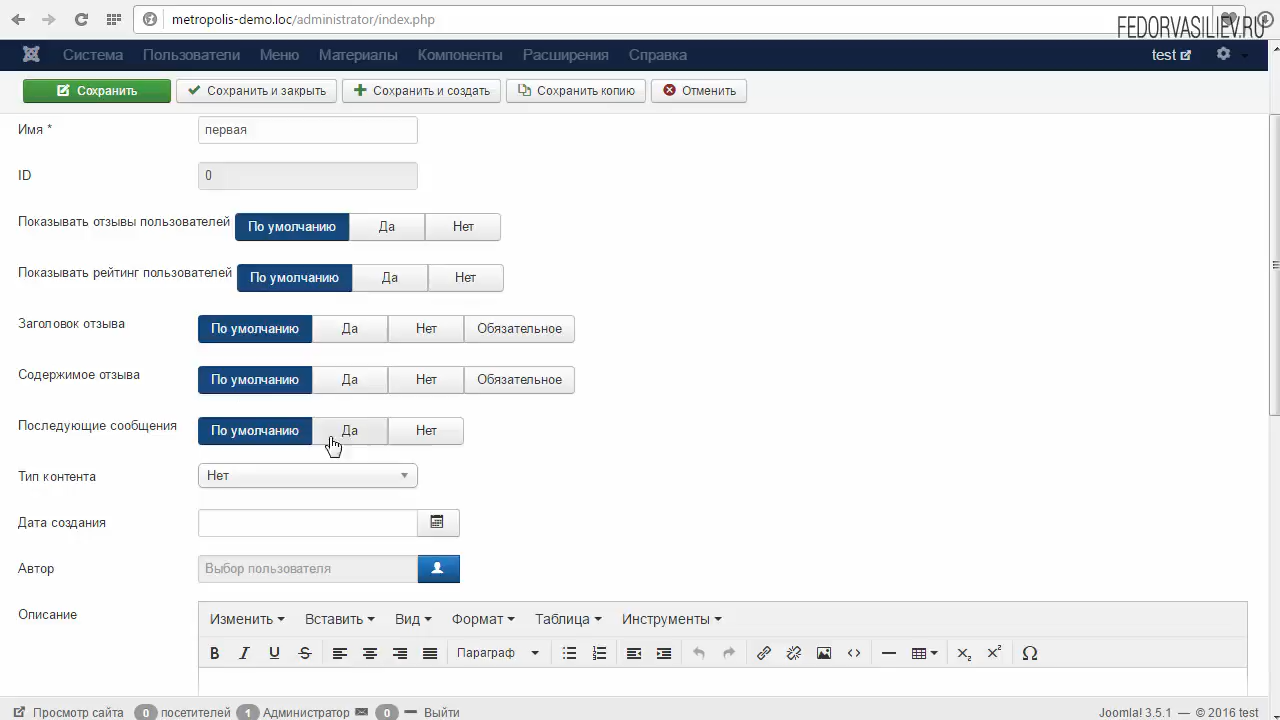 metropolis-demo.loc/administrator/index.php
FEDORVASILIEV.RU
Система Пользователи Меню Материалы Компоненты Расширения Справка test
Сохранить Сохранить и закрыть Сохранить и создать Сохранить копию Отменить
Имя * первая
ID 0
Показывать отзывы пользователей По умолчанию Да Нет
Показывать рейтинг пользователей По умолчанию Да Нет
Заголовок отзыва По умолчанию Да Нет Обязательное
Содержимое отзыва По умолчанию Да Нет Обязательное
Последующие сообщения По умолчанию Да Нет
Тип контента Нет
Дата создания
Автор Выбор пользователя
Описание Изменить Вставить Вид Формат Таблица Инструменты
B I U S Параграф Ω
Просмотр сайта 0 посетителей 1 Администратор 0 Выйти Joomla! 3.5.1 — © 2016 test